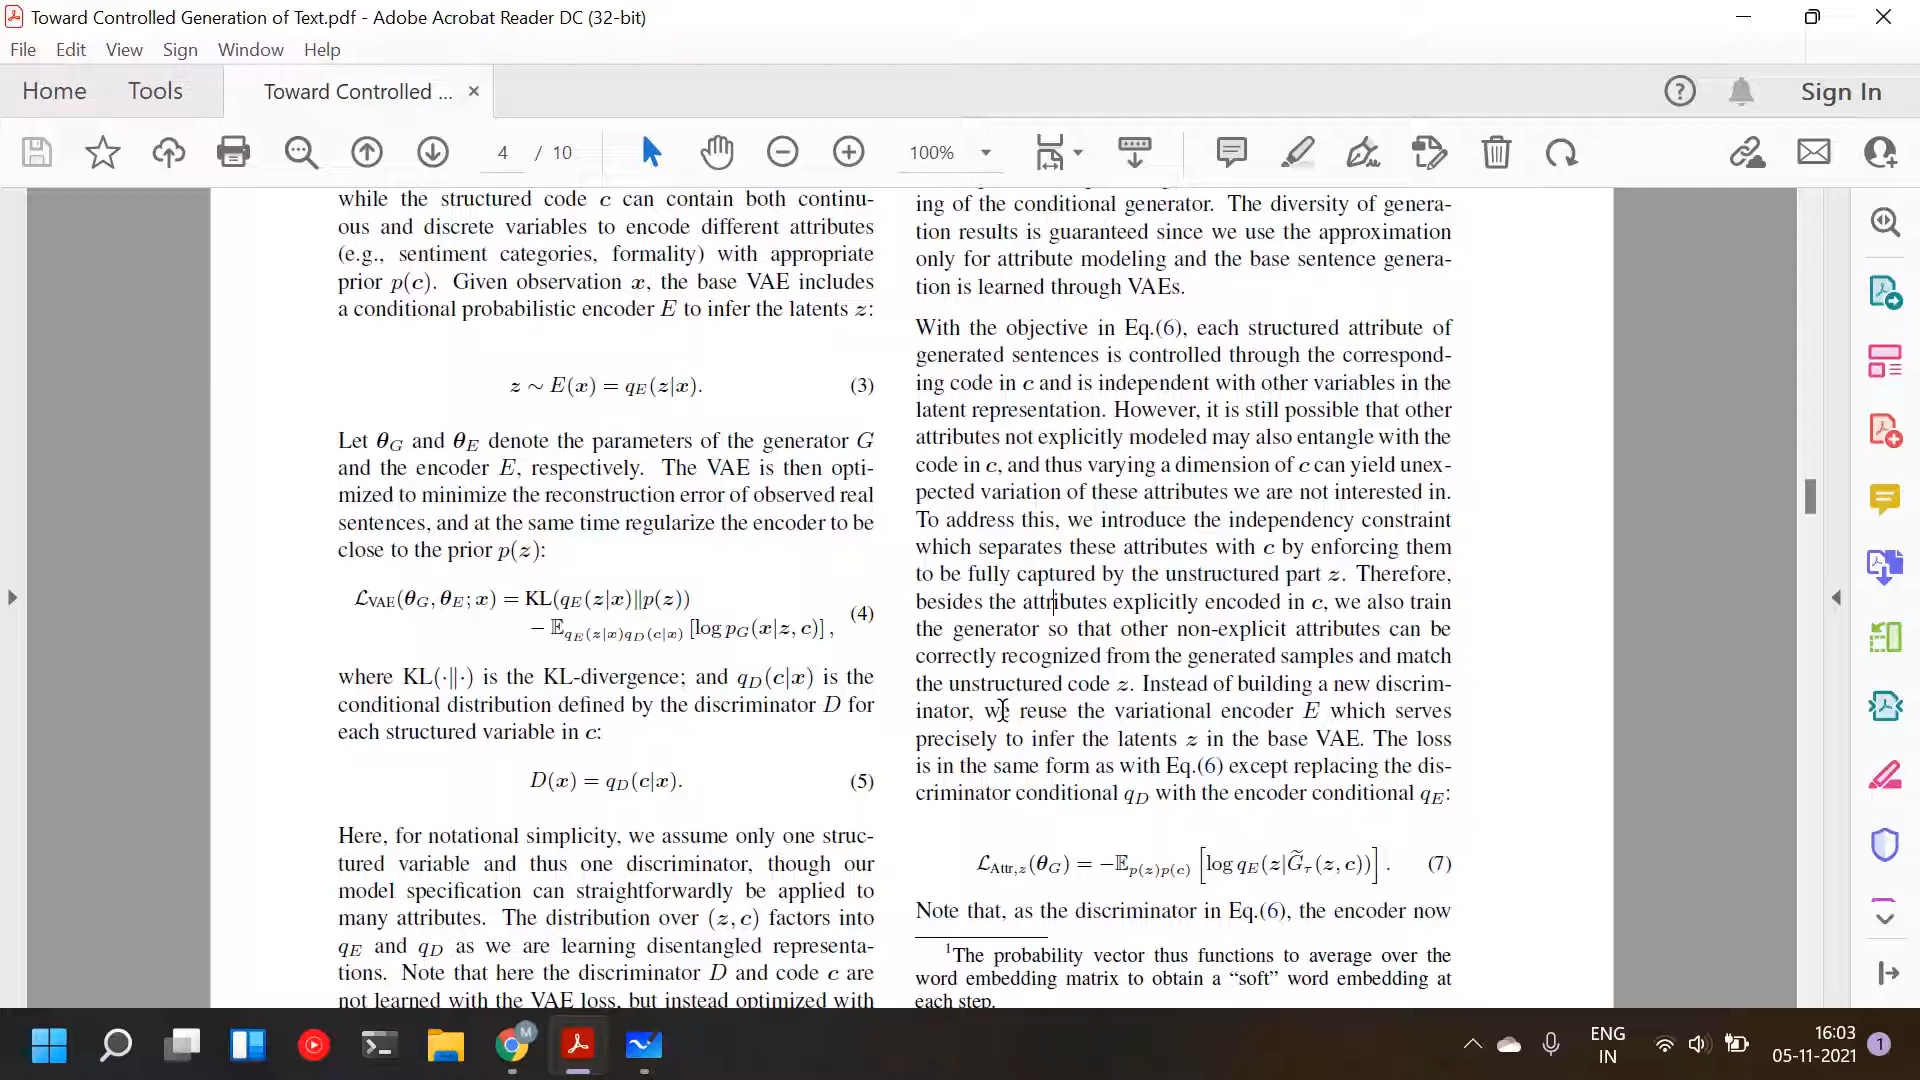 Toward Controlled Generation of Text.pdf - Adobe Acrobat Reader DC (32-bit)
File Edit View Sign Window Help
Home Tools Toward Controlled ... × Sign In
4 / 10 100%
while the structured code c can contain both continu-
ous and discrete variables to encode different attributes
(e.g., sentiment categories, formality) with appropriate
prior p(c). Given observation x, the base VAE includes
a conditional probabilistic encoder E to infer the latents z:
z ∼ E(x) = q_E(z|x). (3)
Let θ_G and θ_E denote the parameters of the generator G
and the encoder E, respectively. The VAE is then opti-
mized to minimize the reconstruction error of observed real
sentences, and at the same time regularize the encoder to be
close to the prior p(z):
ℒ_VAE(θ_G, θ_E; x) = KL(q_E(z|x)‖p(z))
− 𝔼_{q_E(z|x)q_D(c|x)} [log p_G(x|z, c)], (4)
where KL(·‖·) is the KL-divergence; and q_D(c|x) is the
conditional distribution defined by the discriminator D for
each structured variable in c:
D(x) = q_D(c|x). (5)
Here, for notational simplicity, we assume only one struc-
tured variable and thus one discriminator, though our
model specification can straightforwardly be applied to
many attributes. The distribution over (z, c) factors into
q_E and q_D as we are learning disentangled representa-
tions. Note that here the discriminator D and code c are
not learned with the VAE loss, but instead optimized with
ing of the conditional generator. The diversity of genera-
tion results is guaranteed since we use the approximation
only for attribute modeling and the base sentence genera-
tion is learned through VAEs.
With the objective in Eq.(6), each structured attribute of
generated sentences is controlled through the correspond-
ing code in c and is independent with other variables in the
latent representation. However, it is still possible that other
attributes not explicitly modeled may also entangle with the
code in c, and thus varying a dimension of c can yield unex-
pected variation of these attributes we are not interested in.
To address this, we introduce the independency constraint
which separates these attributes with c by enforcing them
to be fully captured by the unstructured part z. Therefore,
besides the attributes explicitly encoded in c, we also train
the generator so that other non-explicit attributes can be
correctly recognized from the generated samples and match
the unstructured code z. Instead of building a new discrim-
inator, we reuse the variational encoder E which serves
precisely to infer the latents z in the base VAE. The loss
is in the same form as with Eq.(6) except replacing the dis-
criminator conditional q_D with the encoder conditional q_E:
ℒ_Attr,z(θ_G) = −𝔼_{p(z)p(c)} [log q_E(z|G̃_τ(z, c))]. (7)
Note that, as the discriminator in Eq.(6), the encoder now
¹The probability vector thus functions to average over the
word embedding matrix to obtain a “soft” word embedding at
each step.
M
ENG
IN
16:03
05-11-2021
1